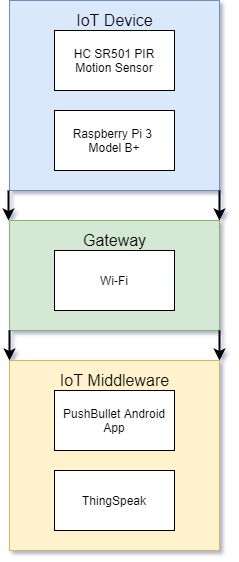 IoT Device
HC SR501 PIR
Motion Sensor
Raspberry Pi 3
Model B+
Gateway
Wi-Fi
IoT Middleware
PushBullet Android
App
ThingSpeak